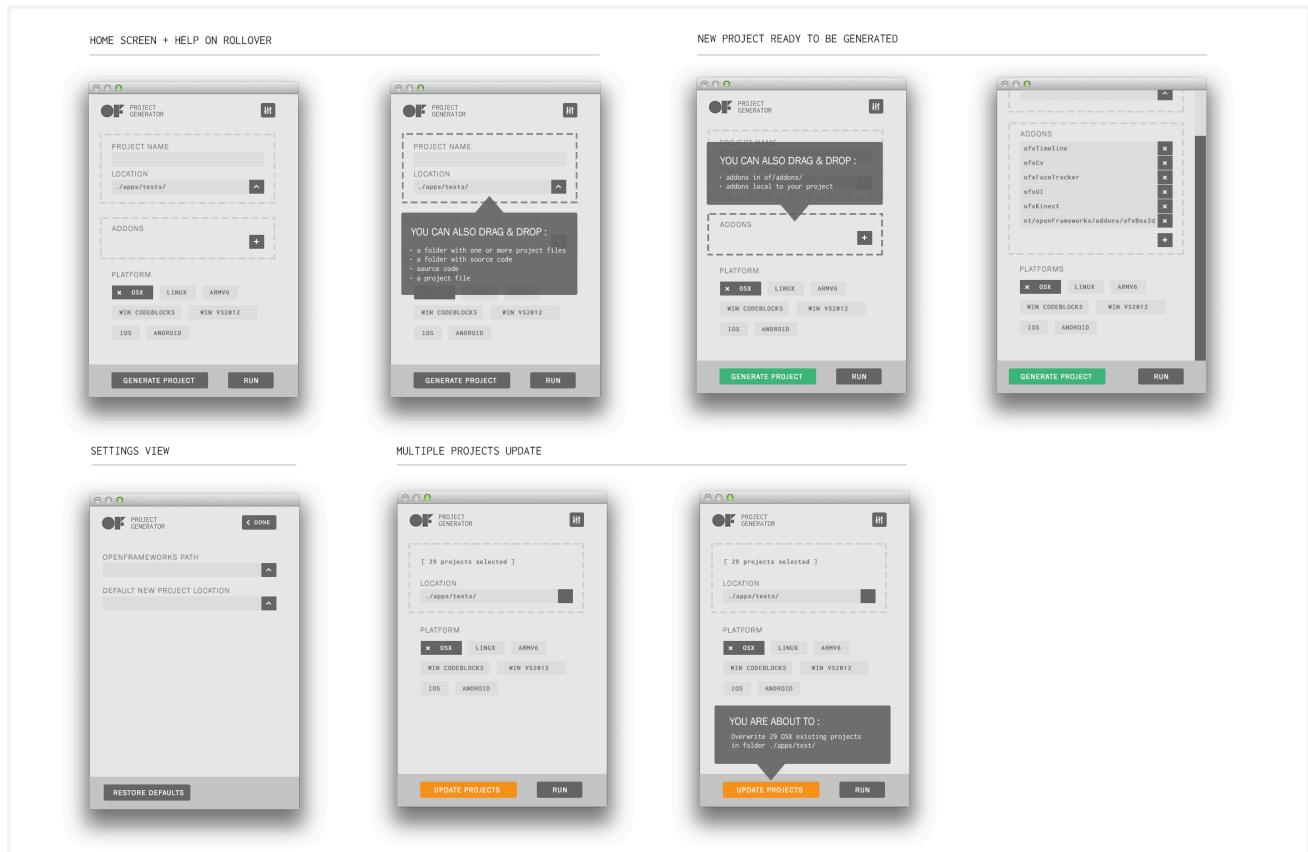 HOME SCREEN + HELP ON ROLLOVER
PROJECT
GENERATOR
PROJECT NAME
LOCATION
./apps/tests/
ADDONS
+
PLATFORM
× OSX LINUX ARMV6
WIN CODEBLOCKS WIN VS2012
IOS ANDROID
GENERATE PROJECT RUN
PROJECT
GENERATOR
PROJECT NAME
LOCATION
./apps/tests/
YOU CAN ALSO DRAG & DROP :
· a folder with one or more project files
· a folder with source code
· source code
· a project file
WIN CODEBLOCKS WIN VS2012
IOS ANDROID
GENERATE PROJECT RUN
NEW PROJECT READY TO BE GENERATED
PROJECT
GENERATOR
PROJECT NAME
YOU CAN ALSO DRAG & DROP :
· addons in of/addons/
· addons local to your project
ADDONS
+
PLATFORM
× OSX LINUX ARMV6
WIN CODEBLOCKS WIN VS2012
IOS ANDROID
GENERATE PROJECT RUN
ADDONS
ofxTimeline ×
ofxCv ×
ofxFaceTracker ×
ofxUI ×
ofxKinect ×
nt/openFrameworks/addons/ofxBox2d ×
+
PLATFORMS
× OSX LINUX ARMV6
WIN CODEBLOCKS WIN VS2012
IOS ANDROID
GENERATE PROJECT RUN
SETTINGS VIEW
PROJECT
GENERATOR
< DONE
OPENFRAMEWORKS PATH
DEFAULT NEW PROJECT LOCATION
RESTORE DEFAULTS
MULTIPLE PROJECTS UPDATE
PROJECT
GENERATOR
[ 29 projects selected ]
LOCATION
./apps/tests/
PLATFORM
× OSX LINUX ARMV6
WIN CODEBLOCKS WIN VS2012
IOS ANDROID
UPDATE PROJECTS RUN
PROJECT
GENERATOR
[ 29 projects selected ]
LOCATION
./apps/tests/
PLATFORM
× OSX LINUX ARMV6
WIN CODEBLOCKS WIN VS2012
IOS ANDROID
YOU ARE ABOUT TO :
Overwrite 29 OSX existing projects
in folder ./apps/test/
UPDATE PROJECTS RUN